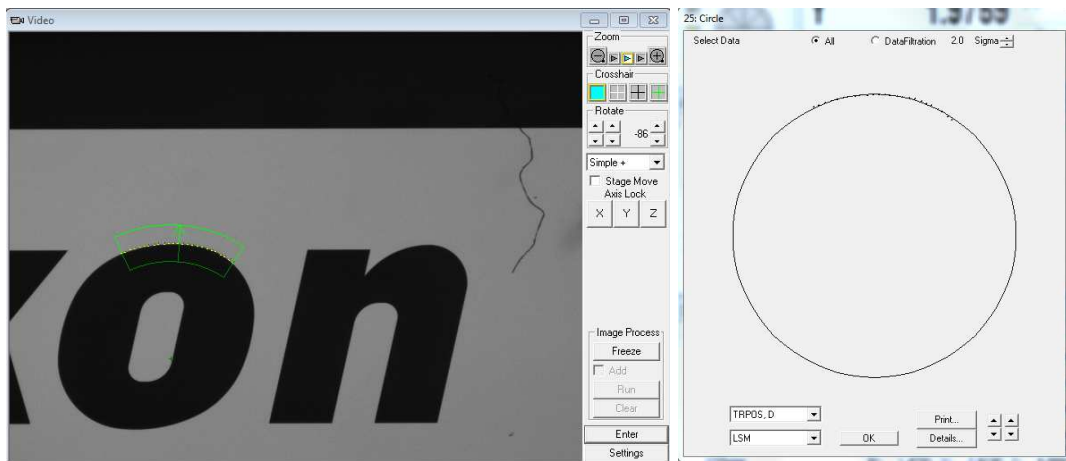 Video
Zoom
Crosshair
Rotate
-86
Simple +
Stage Move
Axis Lock
X Y Z
Image Process
Freeze
Add
Run
Clear
Enter
Settings
on
25: Circle
Select Data All DataFiltration 2.0 Sigma
TRPOS, D
LSM
OK
Print...
Details...